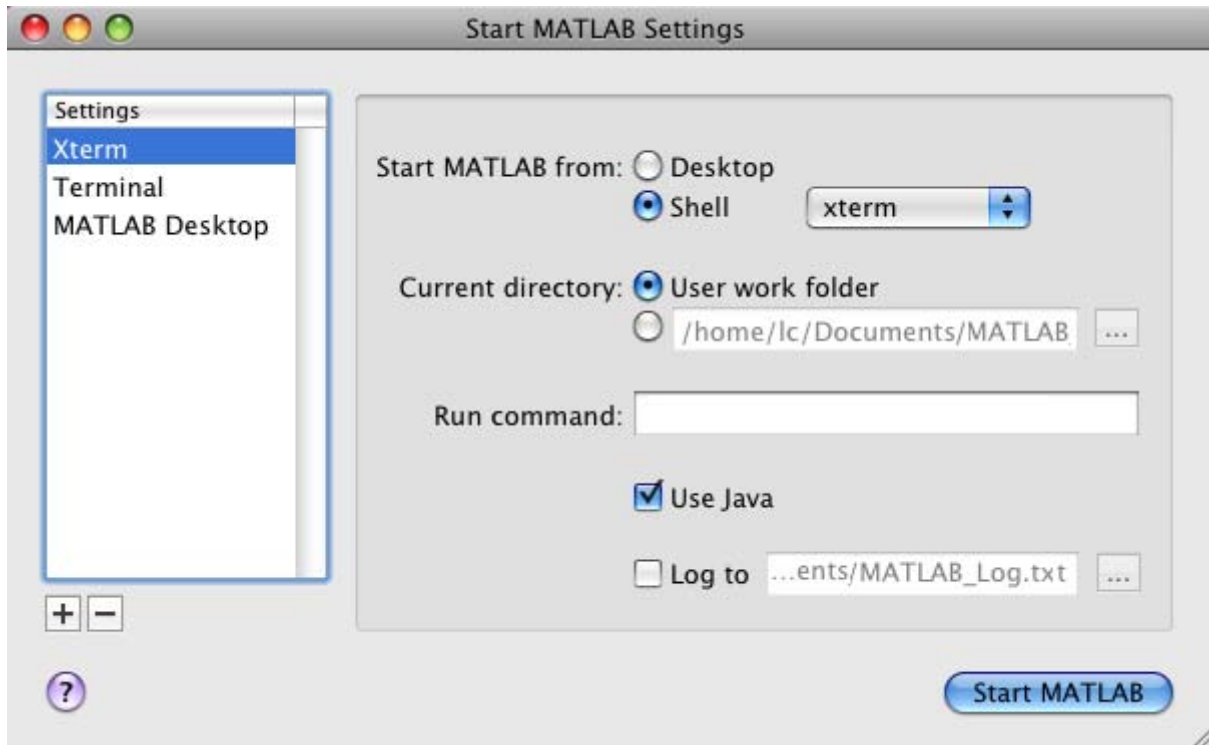 Start MATLAB Settings
Settings
Xterm
Terminal
MATLAB Desktop
Start MATLAB from: Desktop
Shell xterm
Current directory: User work folder
/home/lc/Documents/MATLAB
...
Run command:
Use Java
Log to ...ents/MATLAB_Log.txt ...
+ −
?
Start MATLAB